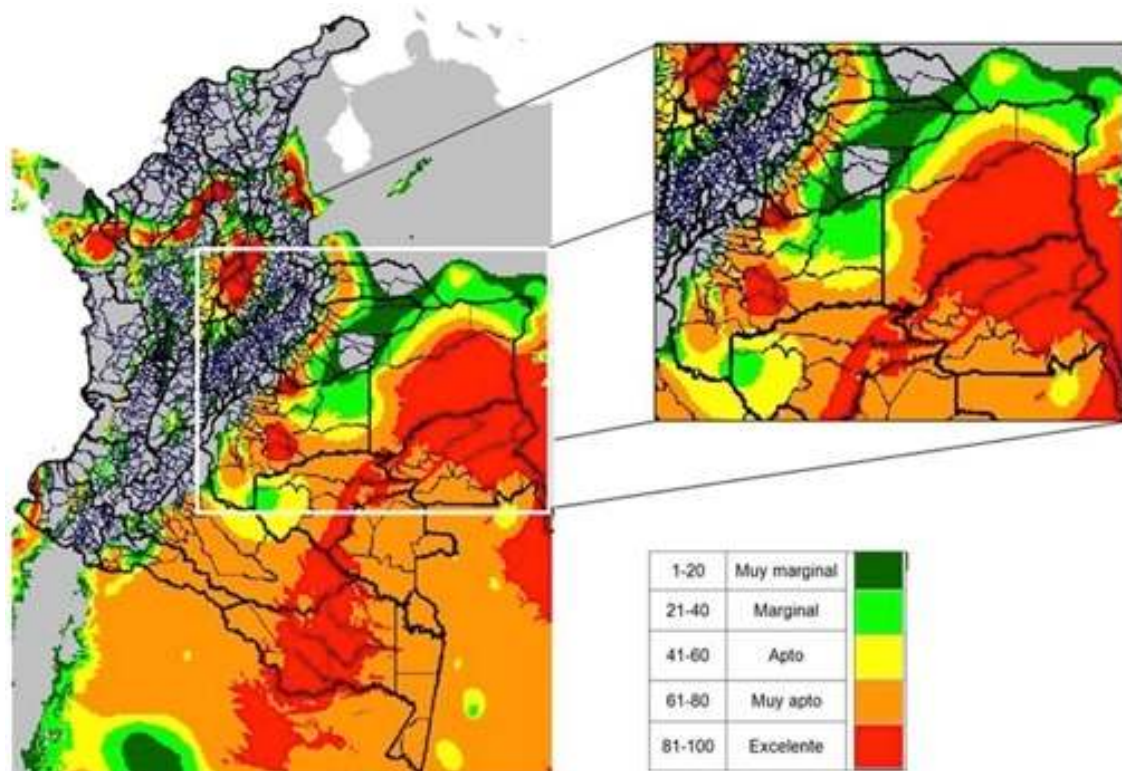 1-20 Muy marginal
21-40 Marginal
41-60 Apto
61-80 Muy apto
81-100 Excelente